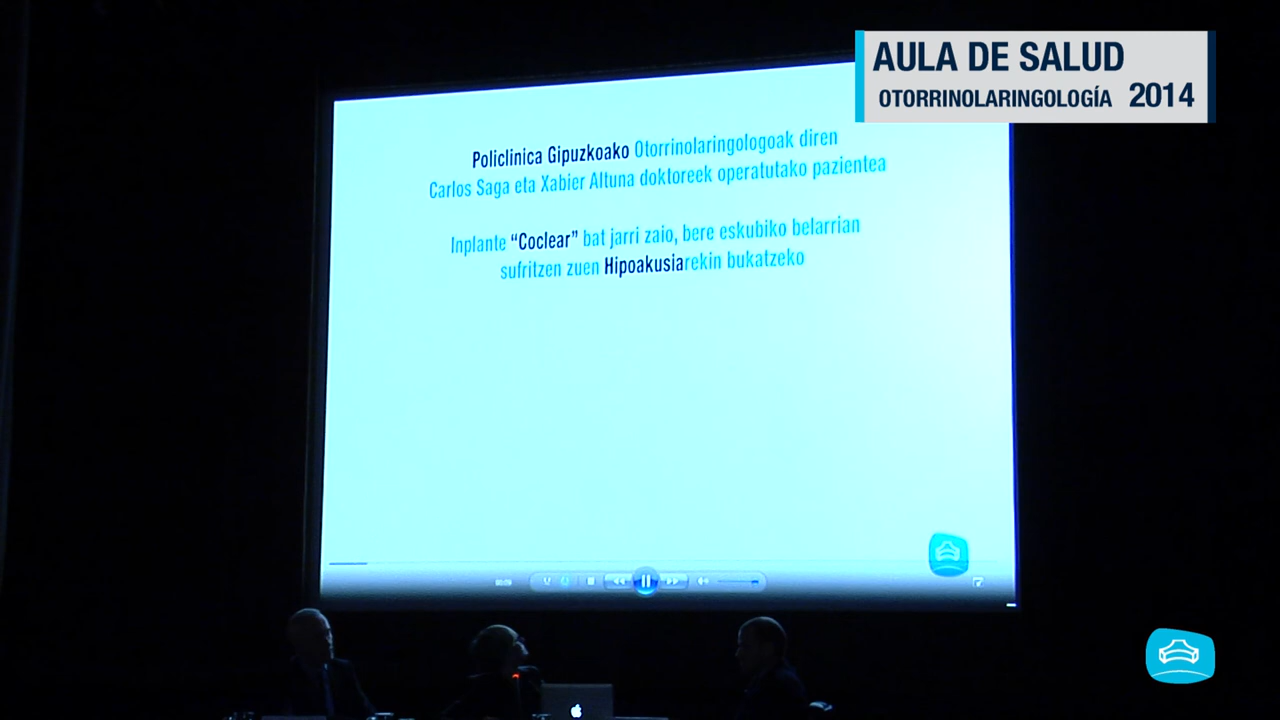 AULA DE SALUD
OTORRINOLARINGOLOGÍA 2014
Policlinica Gipuzkoako Otorrinolaringologoak diren
Carlos Saga eta Xabier Altuna doktoreek operatutako pazientea
Inplante “Coclear” bat jarri zaio, bere eskubiko belarrian
sufritzen zuen Hipoakusiarekin bukatzeko